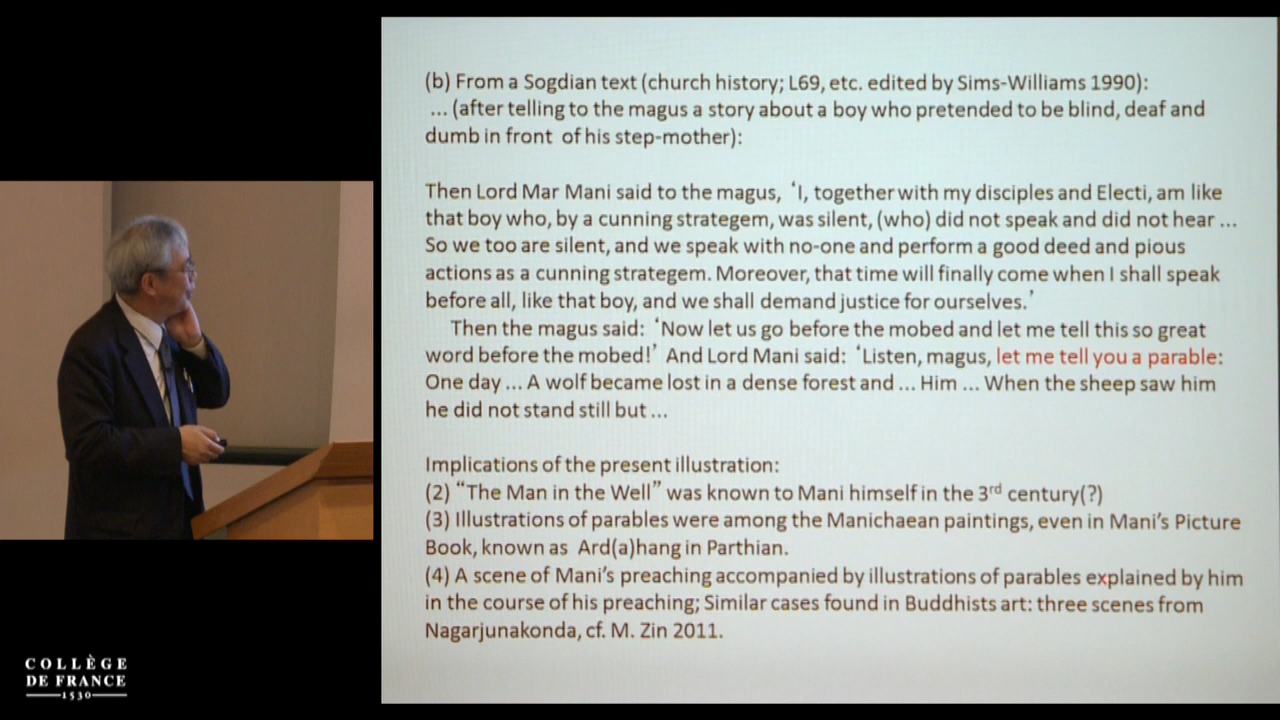 (b) From a Sogdian text (church history; L69, etc. edited by Sims-Williams 1990):
... (after telling to the magus a story about a boy who pretended to be blind, deaf and
dumb in front of his step-mother):
Then Lord Mar Mani said to the magus, ‘I, together with my disciples and Electi, am like
that boy who, by a cunning strategem, was silent, (who) did not speak and did not hear ...
So we too are silent, and we speak with no-one and perform a good deed and pious
actions as a cunning strategem. Moreover, that time will finally come when I shall speak
before all, like that boy, and we shall demand justice for ourselves.’
Then the magus said: ‘Now let us go before the mobed and let me tell this so great
word before the mobed!’ And Lord Mani said: ‘Listen, magus, let me tell you a parable:
One day ... A wolf became lost in a dense forest and ... Him ... When the sheep saw him
he did not stand still but ...
Implications of the present illustration:
(2) “The Man in the Well” was known to Mani himself in the 3rd century(?)
(3) Illustrations of parables were among the Manichaean paintings, even in Mani’s Picture
Book, known as Ard(a)hang in Parthian.
(4) A scene of Mani’s preaching accompanied by illustrations of parables explained by him
in the course of his preaching; Similar cases found in Buddhists art: three scenes from
Nagarjunakonda, cf. M. Zin 2011.
COLLÈGE
DE FRANCE
1530